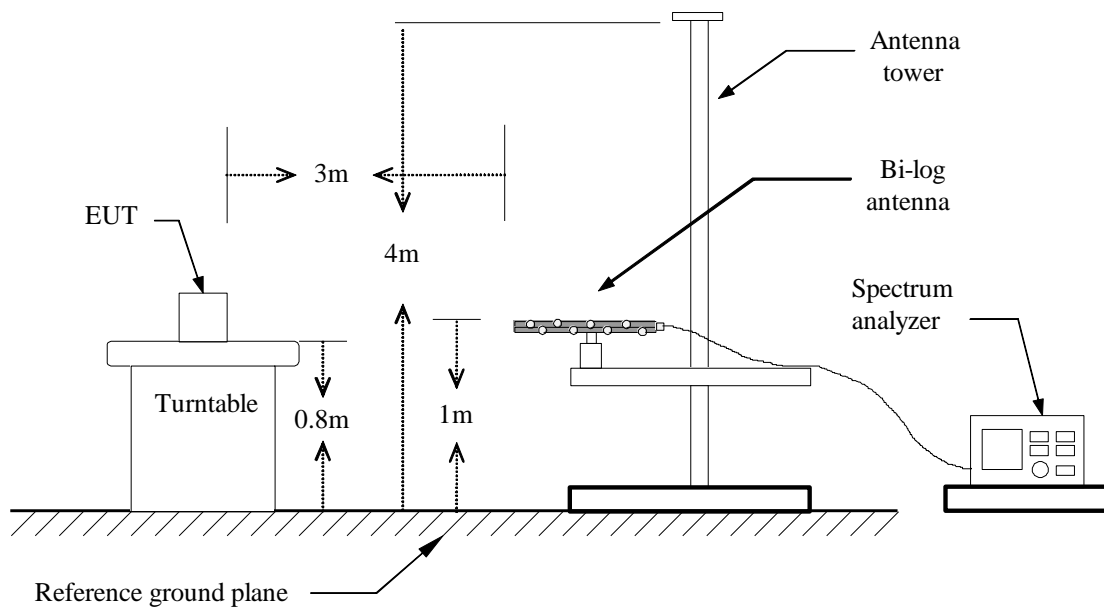 Antenna
tower
3m
Bi-log
antenna
EUT
4m
Spectrum
analyzer
Turntable
0.8m
1m
Reference ground plane